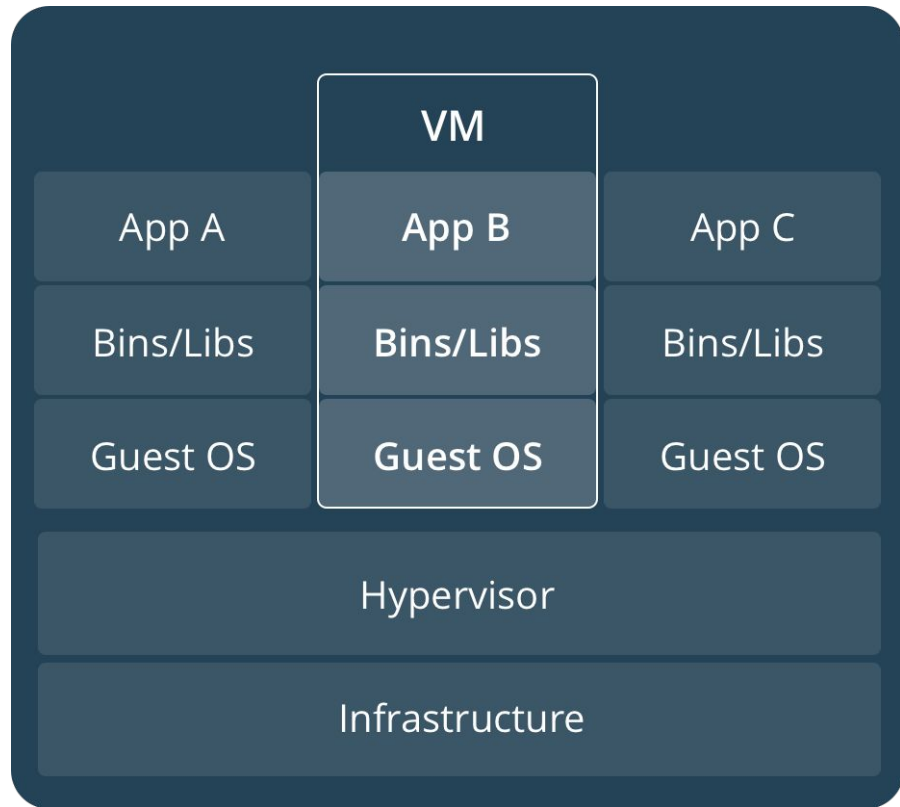 VM
App A
App B
App C
Bins/Libs
Bins/Libs
Bins/Libs
Guest OS
Guest OS
Guest OS
Hypervisor
Infrastructure